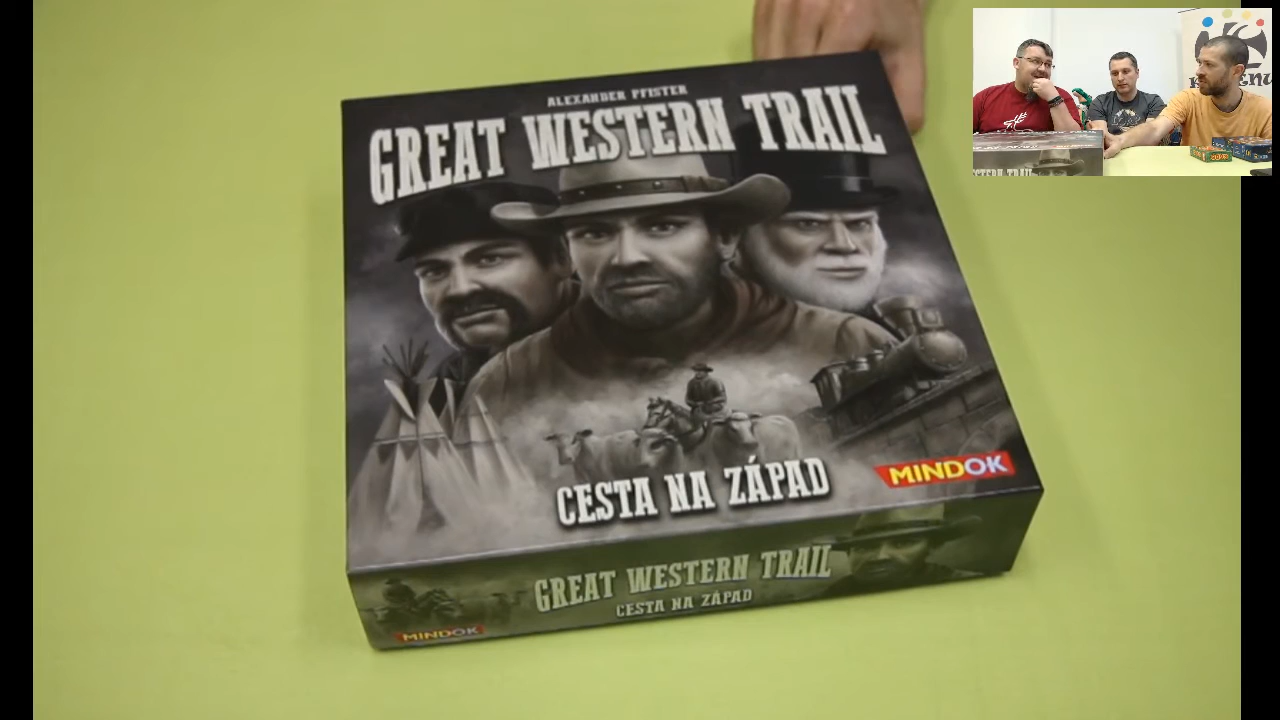 ALEXANDER PFISTER
GREAT WESTERN TRAIL
CESTA NA ZÁPAD
MINDOK
GREAT WESTERN TRAIL
CESTA NA ZÁPAD
MINDOK